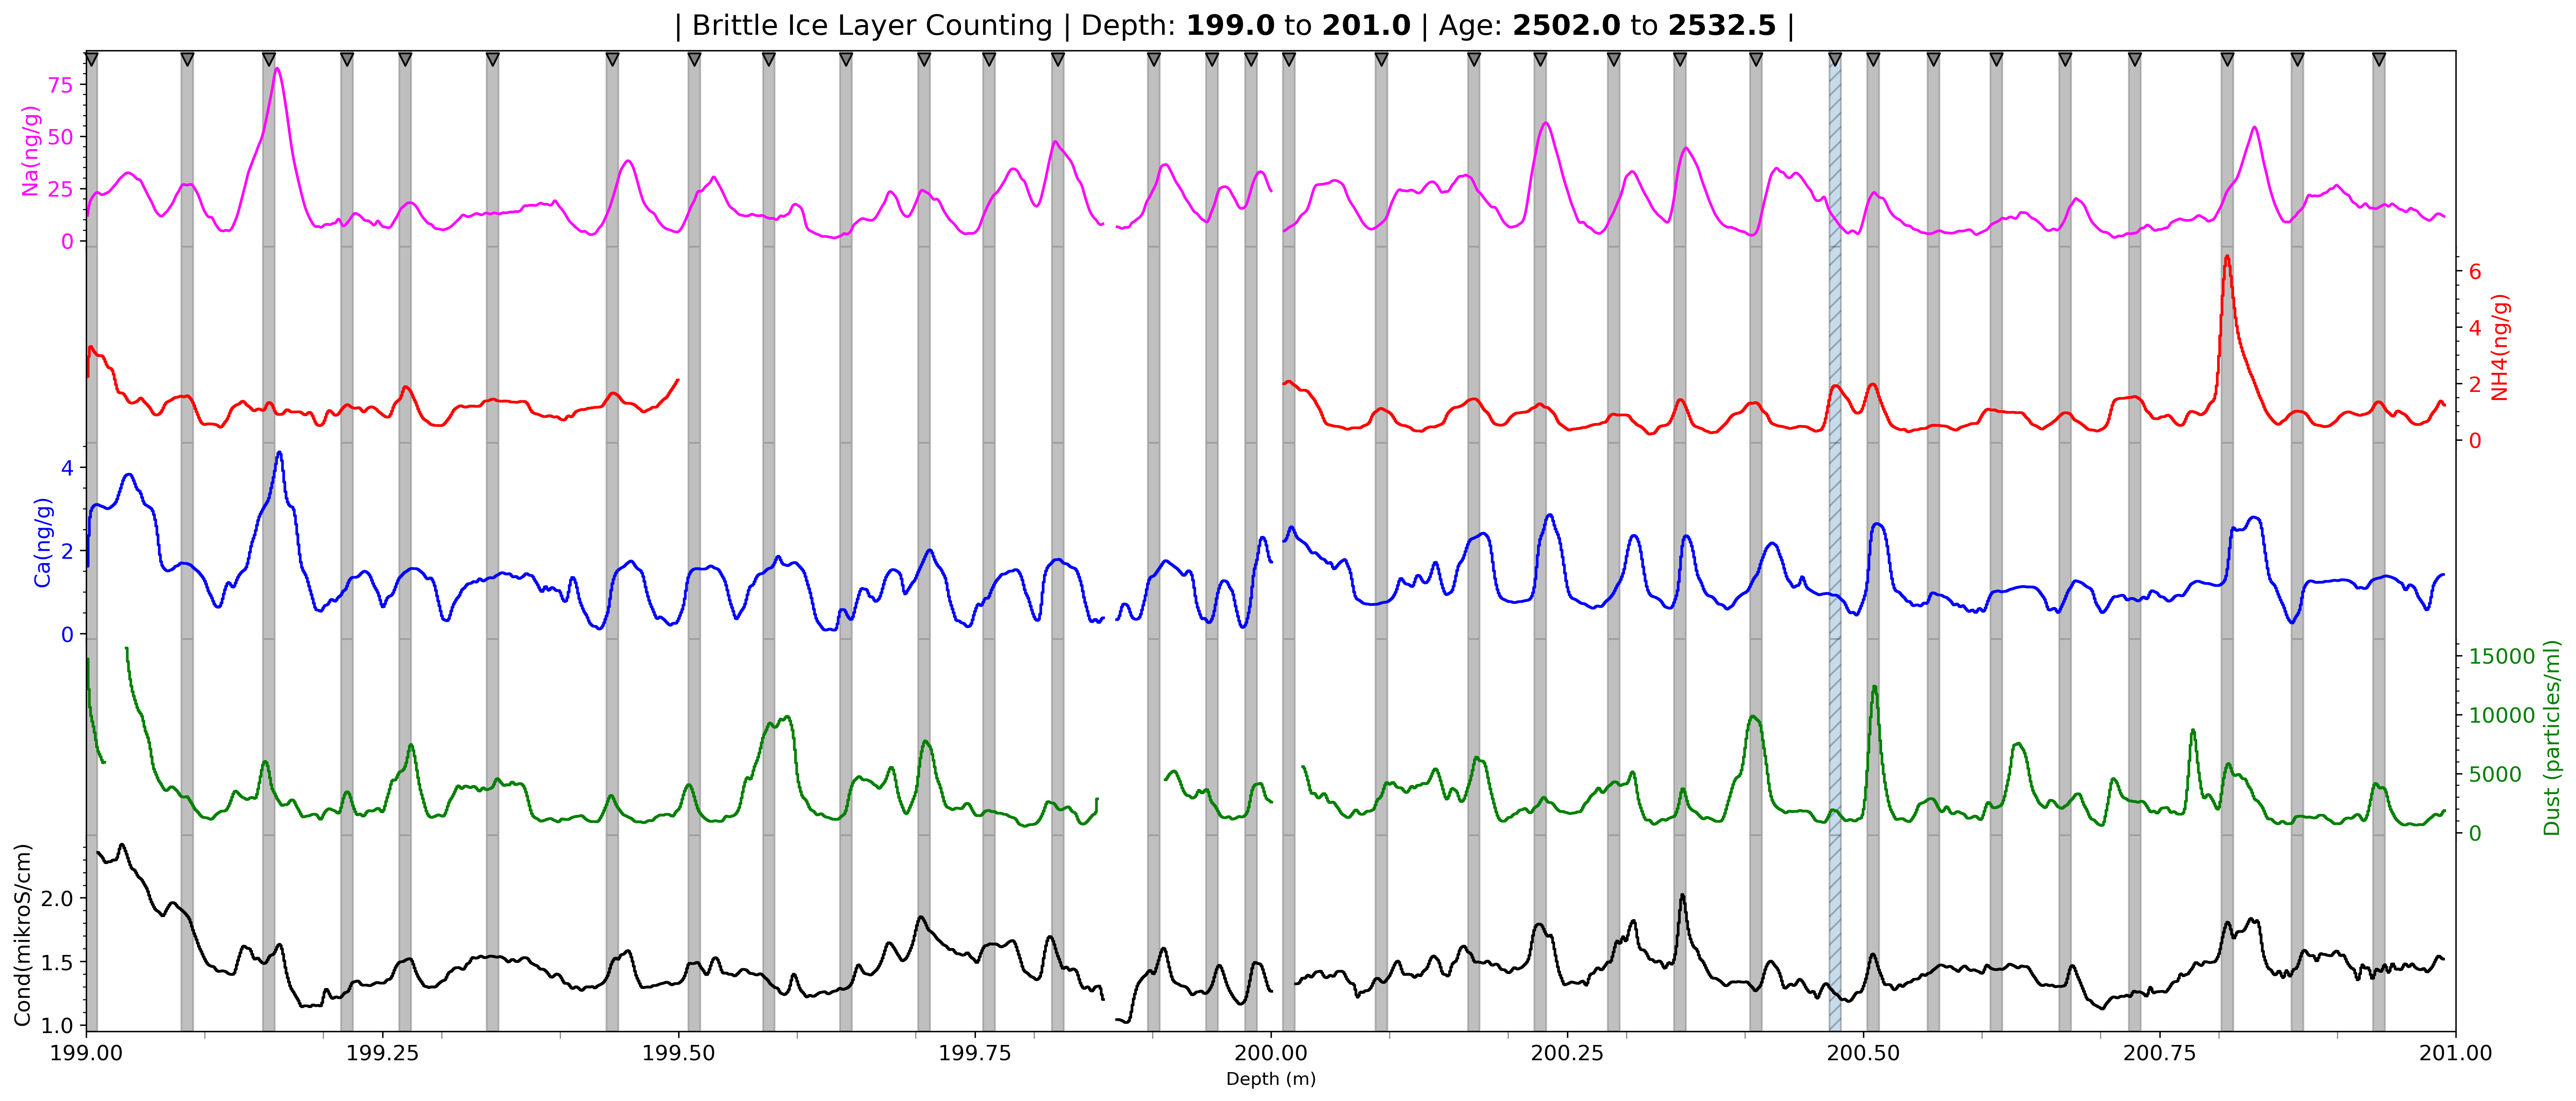 | Brittle Ice Layer Counting | Depth: 199.0 to 201.0 | Age: 2502.0 to 2532.5 |
Na(ng/g)
75
50
25
0
NH4(ng/g)
6
4
2
0
Ca(ng/g)
4
2
0
Dust (particles/ml)
15000
10000
5000
0
Cond(mikroS/cm)
2.0
1.5
1.0
199.00 199.25 199.50 199.75 200.00 200.25 200.50 200.75 201.00
Depth (m)